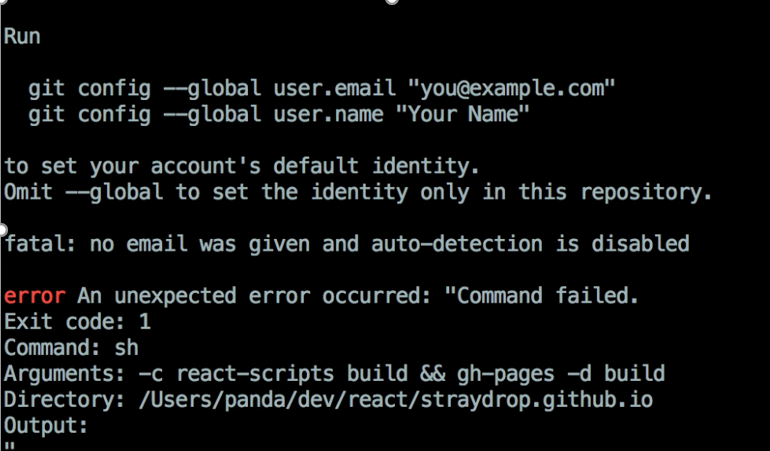 Run
git config --global user.email "you@example.com"
git config --global user.name "Your Name"
to set your account's default identity.
Omit --global to set the identity only in this repository.
fatal: no email was given and auto-detection is disabled
error An unexpected error occurred: "Command failed.
Exit code: 1
Command: sh
Arguments: -c react-scripts build && gh-pages -d build
Directory: /Users/panda/dev/react/straydrop.github.io
Output:
"